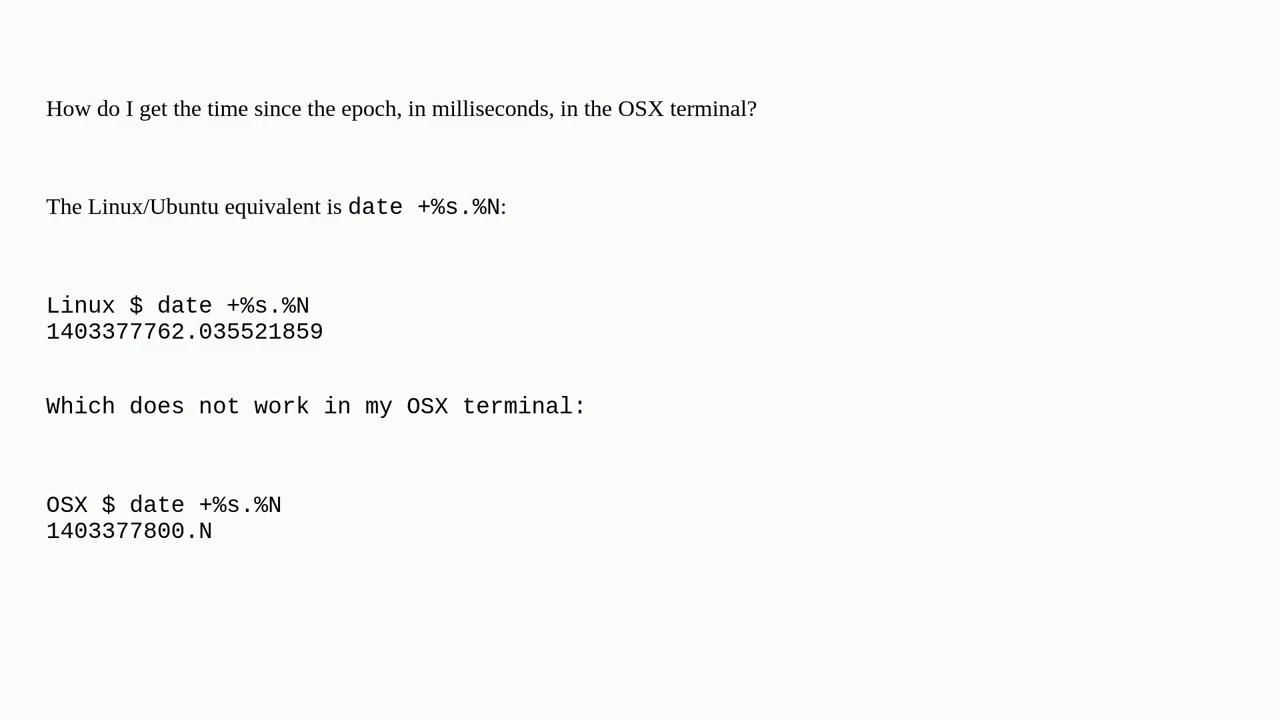 How do I get the time since the epoch, in milliseconds, in the OSX terminal?
The Linux/Ubuntu equivalent is date +%s.%N:
Linux $ date +%s.%N
1403377762.035521859
Which does not work in my OSX terminal:
OSX $ date +%s.%N
1403377800.N